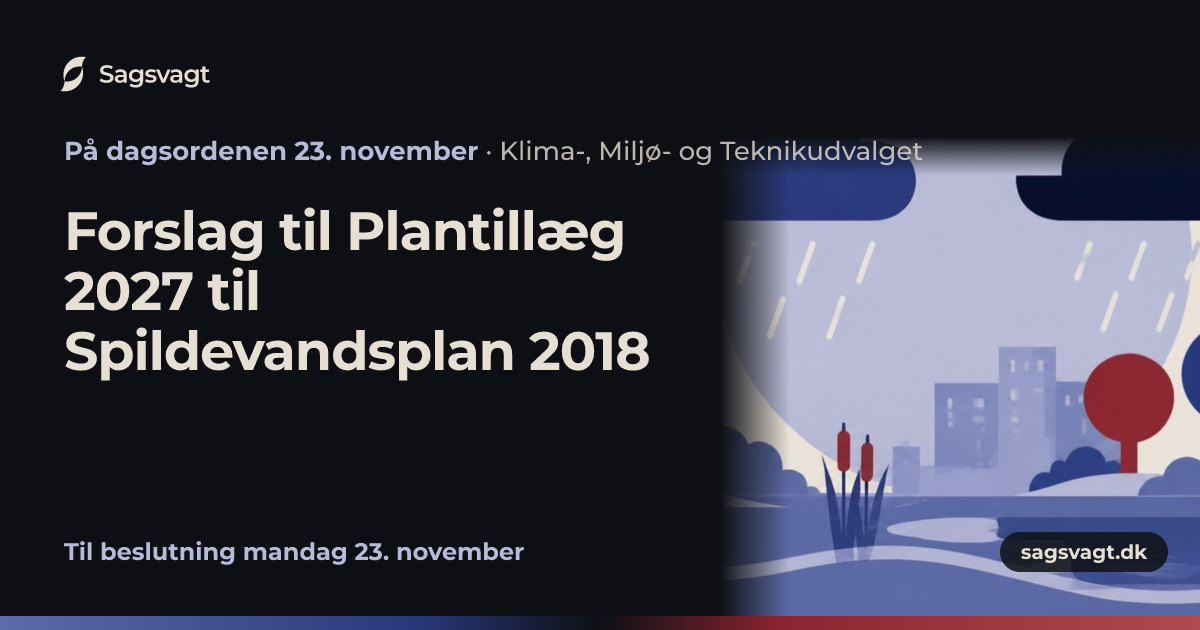 Sagsvagt
På dagsordenen 23. november · Klima-, Miljø- og Teknikudvalget
Forslag til Plantillæg
2027 til
Spildevandsplan 2018
Til beslutning mandag 23. november
sagsvagt.dk